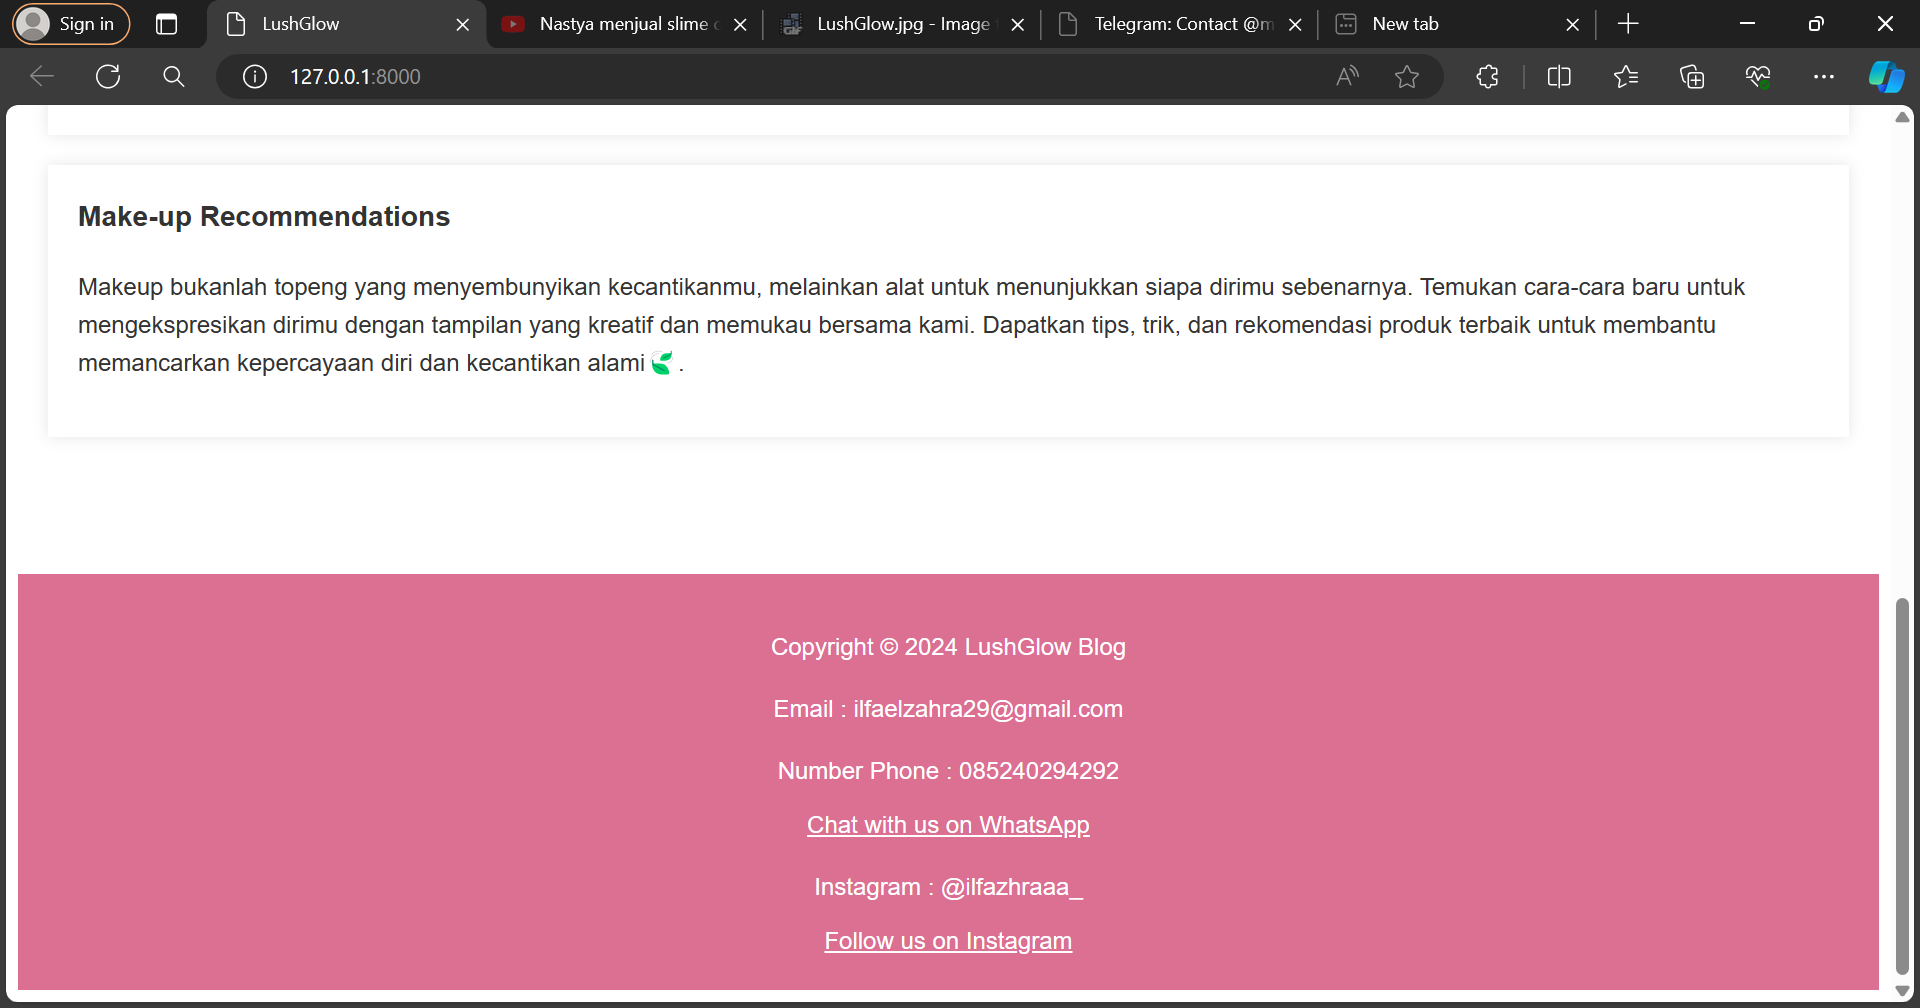 Sign in
LushGlow
Nastya menjual slime
LushGlow.jpg - Image
Telegram: Contact @m
New tab
127.0.0.1:8000
Make-up Recommendations
Makeup bukanlah topeng yang menyembunyikan kecantikanmu, melainkan alat untuk menunjukkan siapa dirimu sebenarnya. Temukan cara-cara baru untuk
mengekspresikan dirimu dengan tampilan yang kreatif dan memukau bersama kami. Dapatkan tips, trik, dan rekomendasi produk terbaik untuk membantu
memancarkan kepercayaan diri dan kecantikan alami🍃.
Copyright © 2024 LushGlow Blog
Email : ilfaelzahra29@gmail.com
Number Phone : 085240294292
Chat with us on WhatsApp
Instagram : @ilfazhraaa_
Follow us on Instagram